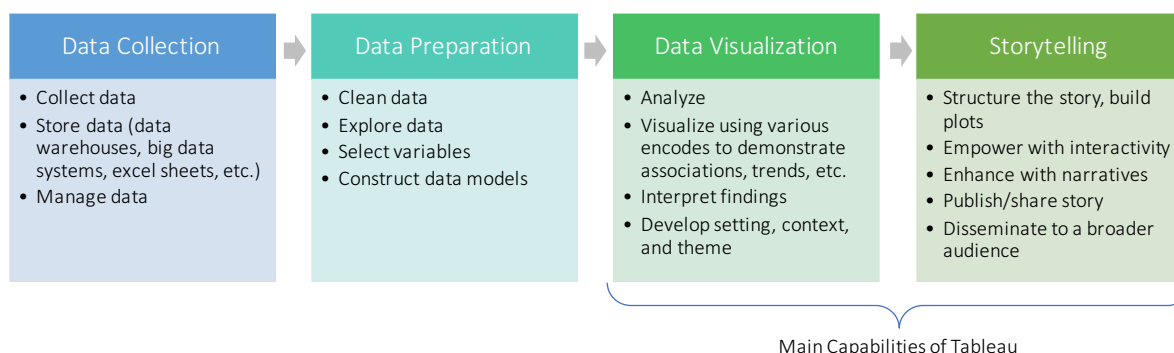 Data Collection
• Collect data
• Store data (data
warehouses, big data
systems, excel sheets, etc.)
• Manage data
Data Preparation
• Clean data
• Explore data
• Select variables
• Construct data models
Data Visualization
• Analyze
• Visualize using various
encodes to demonstrate
associations, trends, etc.
• Interpret findings
• Develop setting, context,
and theme
Storytelling
• Structure the story, build
plots
• Empower with interactivity
• Enhance with narratives
• Publish/share story
• Disseminate to a broader
audience
Main Capabilities of Tableau